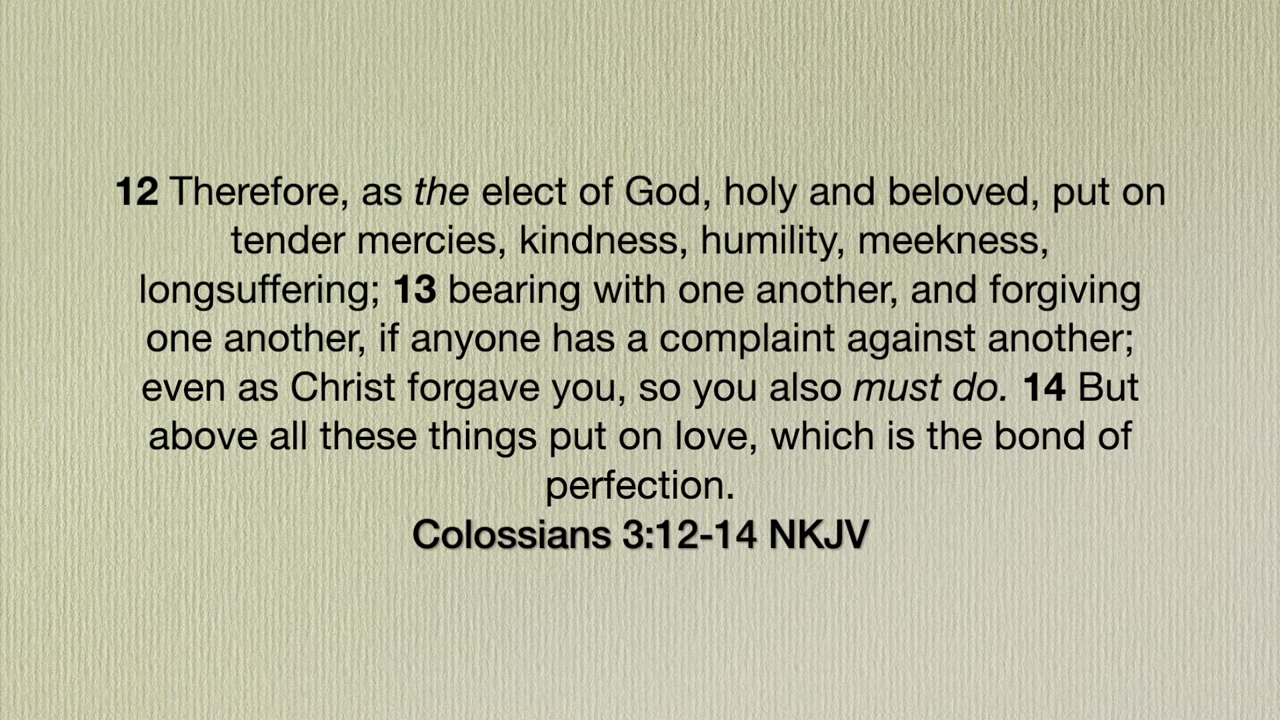 12 Therefore, as the elect of God, holy and beloved, put on
tender mercies, kindness, humility, meekness,
longsuffering; 13 bearing with one another, and forgiving
one another, if anyone has a complaint against another;
even as Christ forgave you, so you also must do. 14 But
above all these things put on love, which is the bond of
perfection.
Colossians 3:12-14 NKJV